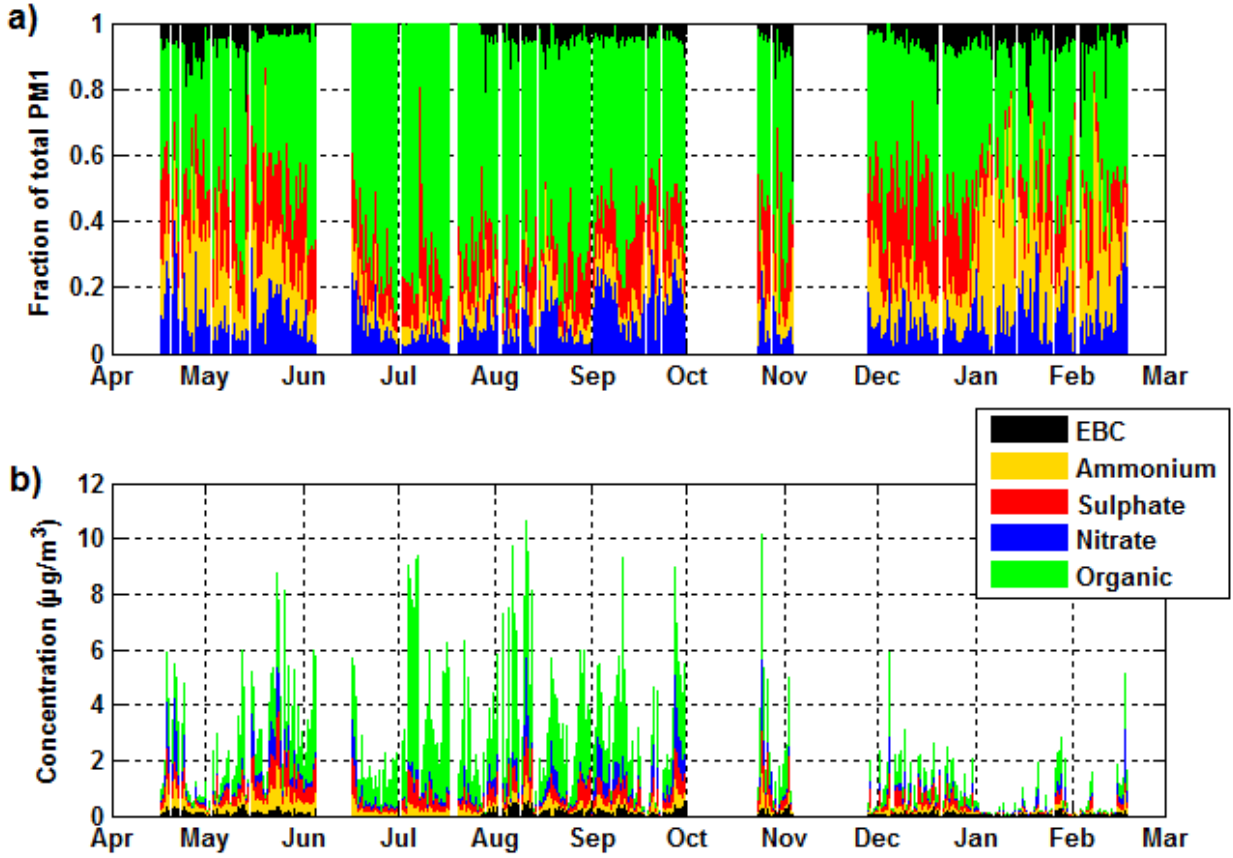 a)
Fraction of total PM1
1
0.8
0.6
0.4
0.2
0
Apr May Jun Jul Aug Sep Oct Nov Dec Jan Feb Mar
EBC
Ammonium
Sulphate
Nitrate
Organic
b)
Concentration (µg/m³)
12
10
8
6
4
2
0
Apr May Jun Jul Aug Sep Oct Nov Dec Jan Feb Mar